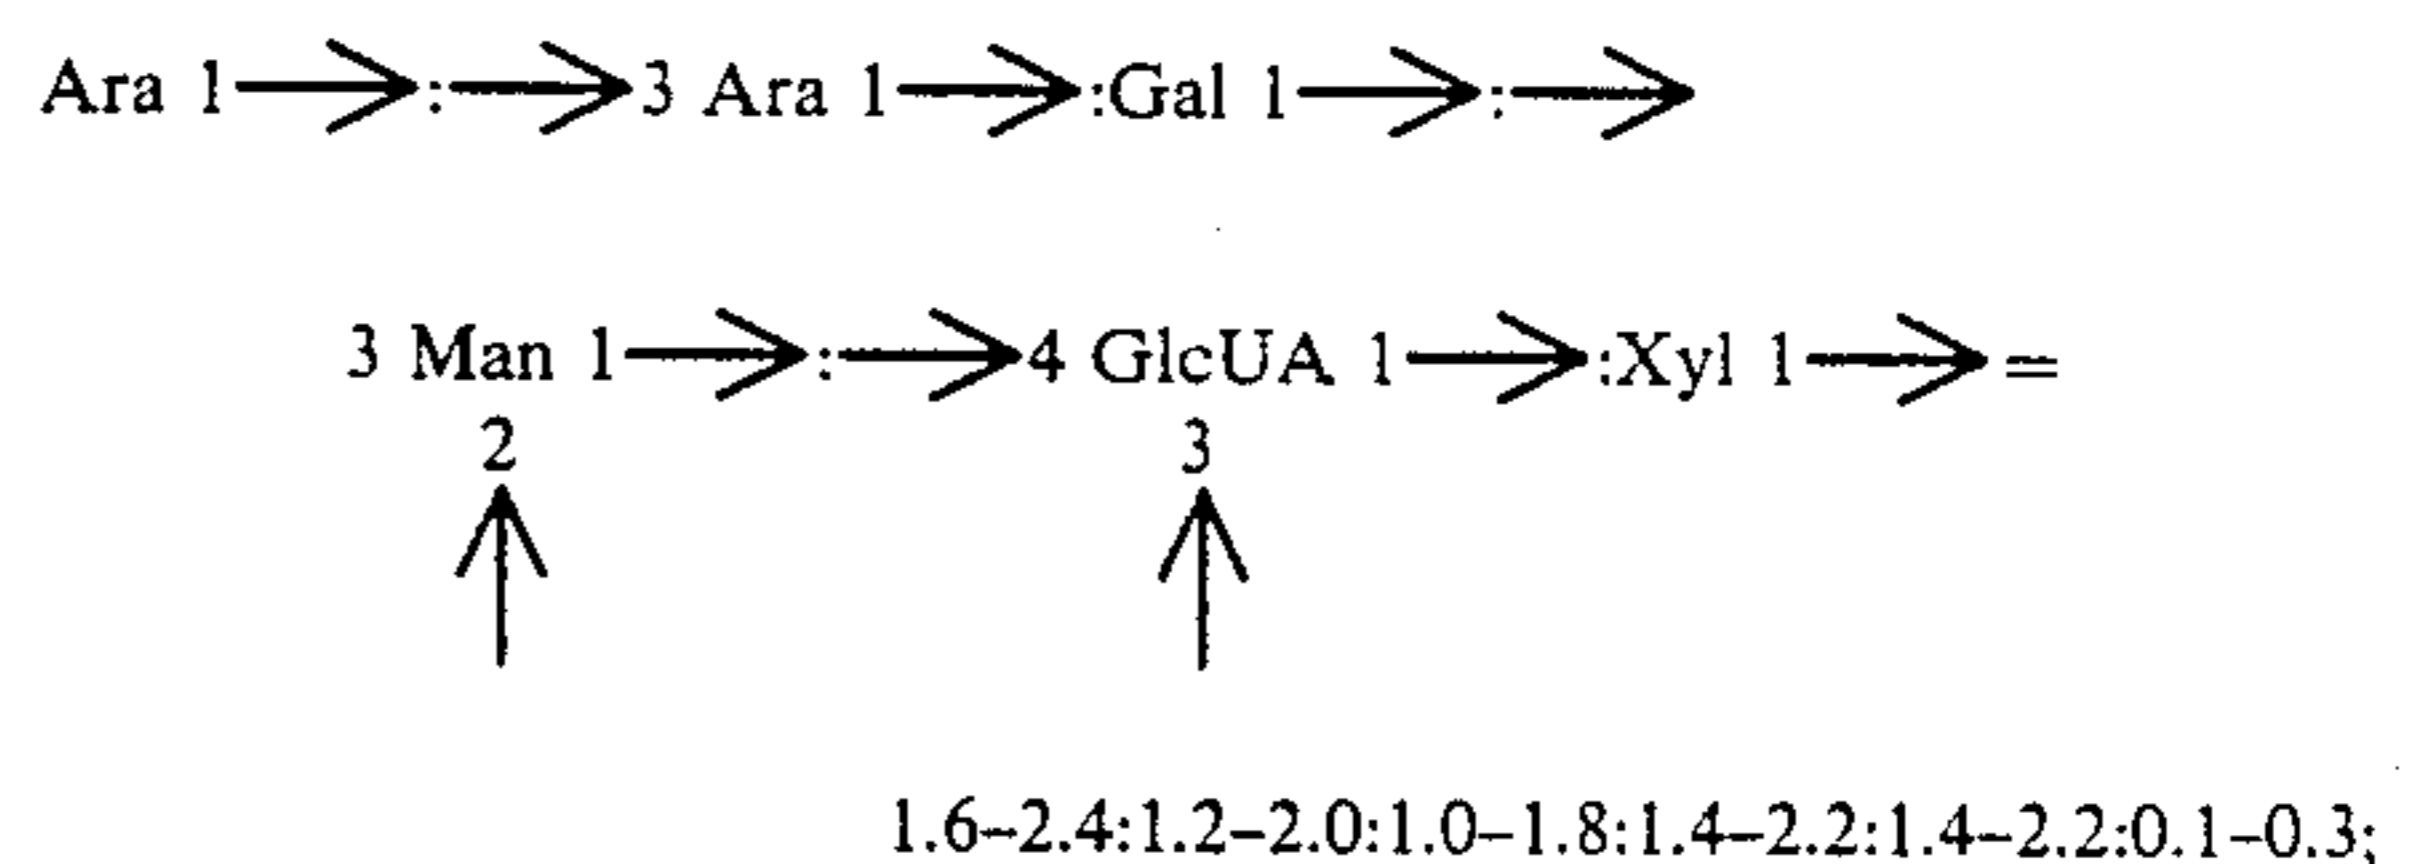 Ara 1⟶:⟶3 Ara 1⟶:Gal 1⟶:⟶
3 Man 1⟶:⟶4 GlcUA 1⟶:Xyl 1⟶=
2 3
↑ ↑
1.6–2.4:1.2–2.0:1.0–1.8:1.4–2.2:1.4–2.2:0.1–0.3;